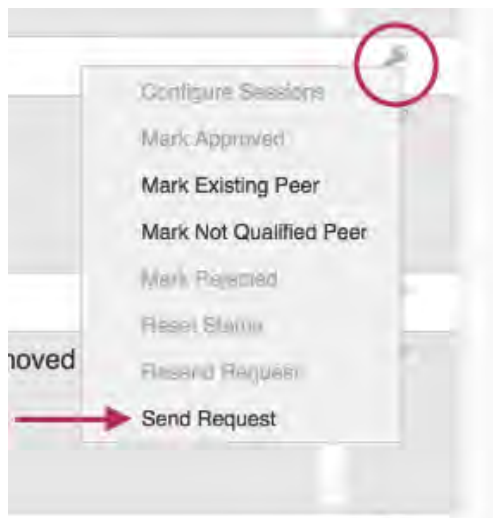 Configure Sessions
Mark Approved
Mark Existing Peer
Mark Not Qualified Peer
Mark Rejected
Reset Status
noved
Resend Request
Send Request